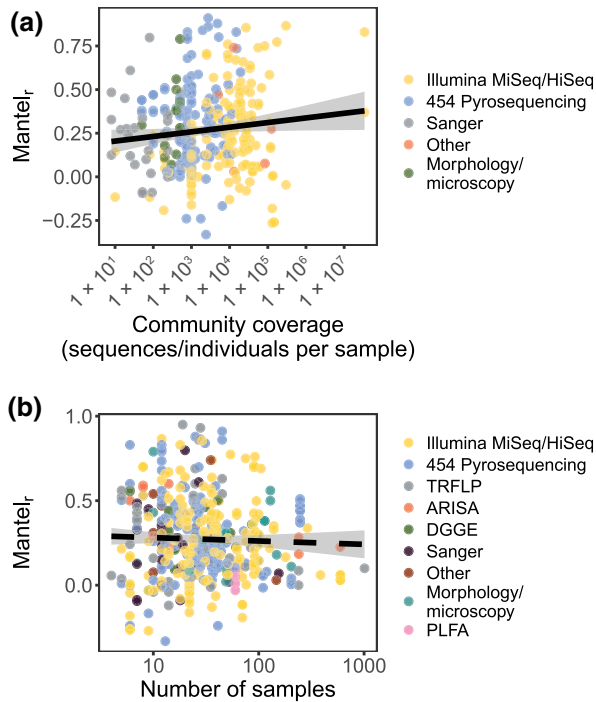 (a)
0.75
0.50
0.25
0.00
−0.25
Mantel_r
1 × 10¹
1 × 10²
1 × 10³
1 × 10⁴
1 × 10⁵
1 × 10⁶
1 × 10⁷
Community coverage
(sequences/individuals per sample)
Illumina MiSeq/HiSeq
454 Pyrosequencing
Sanger
Other
Morphology/
microscopy
(b)
1.0
0.5
0.0
Mantel_r
10
100
1000
Number of samples
Illumina MiSeq/HiSeq
454 Pyrosequencing
TRFLP
ARISA
DGGE
Sanger
Other
Morphology/
microscopy
PLFA